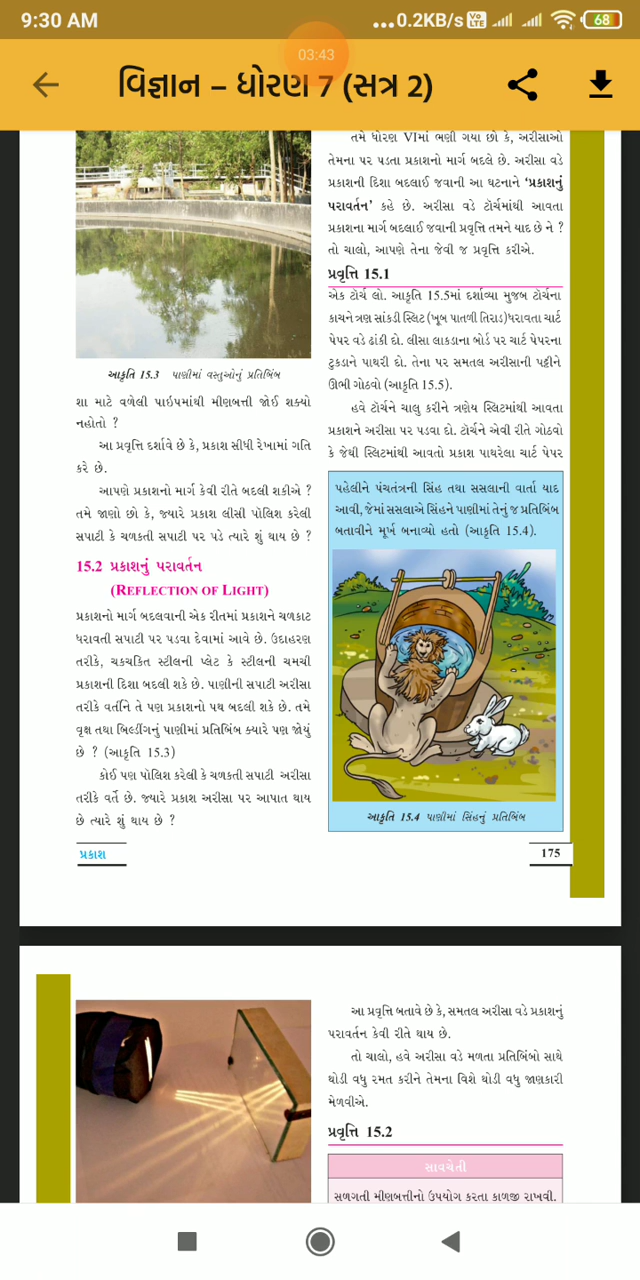 9:30 AM
...0.2KB/s Vo LTE 68
03:43
વિજ્ઞાન – ધોરણ 7 (સત્ર 2)
આકૃતિ 15.3 પાણીમાં વસ્તુઓનું પ્રતિબિંબ
શા માટે વળેલી પાઇપમાંથી મીણબત્તી જોઈ શક્યો
નહોતો ?
આ પ્રવૃત્તિ દર્શાવે છે કે, પ્રકાશ સીધી રેખામાં ગતિ
કરે છે.
આપણે પ્રકાશનો માર્ગ કેવી રીતે બદલી શકીએ ?
તમે જાણો છો કે, જ્યારે પ્રકાશ લીસી પોલિશ કરેલી
સપાટી કે ચળકતી સપાટી પર પડે ત્યારે શું થાય છે ?
15.2 પ્રકાશનું પરાવર્તન
(REFLECTION OF LIGHT)
પ્રકાશનો માર્ગ બદલવાની એક રીતમાં પ્રકાશને ચળકાટ
ધરાવતી સપાટી પર પડવા દેવામાં આવે છે. ઉદાહરણ
તરીકે, ચકચકિત સ્ટીલની પ્લેટ કે સ્ટીલની ચમચી
પ્રકાશની દિશા બદલી શકે છે. પાણીની સપાટી અરીસા
તરીકે વર્તીને તે પણ પ્રકાશનો પથ બદલી શકે છે. તમે
વૃક્ષ તથા બિલ્ડીંગનું પાણીમાં પ્રતિબિંબ ક્યારે પણ જોયું
છે ? (આકૃતિ 15.3)
કોઈ પણ પોલિશ કરેલી કે ચળકતી સપાટી અરીસા
તરીકે વર્તે છે. જ્યારે પ્રકાશ અરીસા પર આપાત થાય
છે ત્યારે શું થાય છે ?
તમે ધોરણ VIમાં ભણી ગયા છો કે, અરીસાઓ
તેમના પર પડતા પ્રકાશનો માર્ગ બદલે છે. અરીસા વડે
પ્રકાશની દિશા બદલાઈ જવાની આ ઘટનાને ‘પ્રકાશનું
પરાવર્તન’ કહે છે. અરીસા વડે ટૉર્ચમાંથી આવતા
પ્રકાશના માર્ગ બદલાઈ જવાની પ્રવૃત્તિ તમને યાદ છે ને ?
તો ચાલો, આપણે તેના જેવી જ પ્રવૃત્તિ કરીએ.
પ્રવૃત્તિ 15.1
એક ટૉર્ચ લો. આકૃતિ 15.5માં દર્શાવ્યા મુજબ ટૉર્ચના
કાચને ત્રણ સાંકડી સ્લિટ (ખૂબ પાતળી તિરાડ)ધરાવતા ચાર્ટ
પેપર વડે ઢાંકી દો. લીસા લાકડાના બોર્ડ પર ચાર્ટ પેપરના
ટુકડાને પાથરી દો. તેના પર સમતલ અરીસાની પટ્ટીને
ઊભી ગોઠવો (આકૃતિ 15.5).
હવે ટૉર્ચને ચાલુ કરીને ત્રણેય સ્લિટમાંથી આવતા
પ્રકાશને અરીસા પર પડવા દો. ટૉર્ચને એવી રીતે ગોઠવો
કે જેથી સ્લિટમાંથી આવતો પ્રકાશ પાથરેલા ચાર્ટ પેપર
પહેલીને પંચતંત્રની સિંહ તથા સસલાની વાર્તા યાદ
આવી, જેમાં સસલાએ સિંહને પાણીમાં તેનું જ પ્રતિબિંબ
બતાવીને મૂર્ખ બનાવ્યો હતો (આકૃતિ 15.4).
આકૃતિ 15.4 પાણીમાં સિંહનું પ્રતિબિંબ
પ્રકાશ
175
આ પ્રવૃત્તિ બતાવે છે કે, સમતલ અરીસા વડે પ્રકાશનું
પરાવર્તન કેવી રીતે થાય છે.
તો ચાલો, હવે અરીસા વડે મળતા પ્રતિબિંબો સાથે
થોડી વધુ રમત કરીને તેમના વિશે થોડી વધુ જાણકારી
મેળવીએ.
પ્રવૃત્તિ 15.2
સાવચેતી
સળગતી મીણબત્તીનો ઉપયોગ કરતા કાળજી રાખવી.